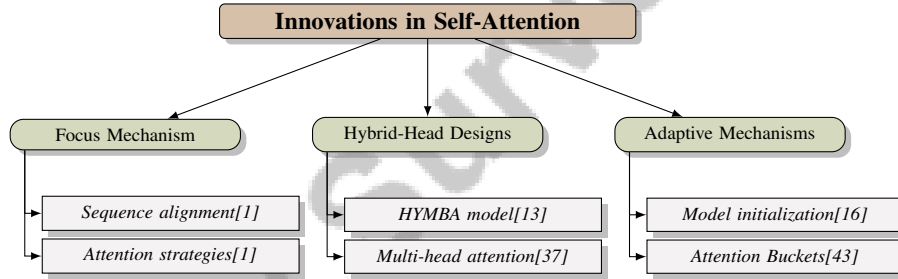 Innovations in Self-Attention
Focus Mechanism
Hybrid-Head Designs
Adaptive Mechanisms
Sequence alignment[1]
HYMBA model[13]
Model initialization[16]
Attention strategies[1]
Multi-head attention[37]
Attention Buckets[43]